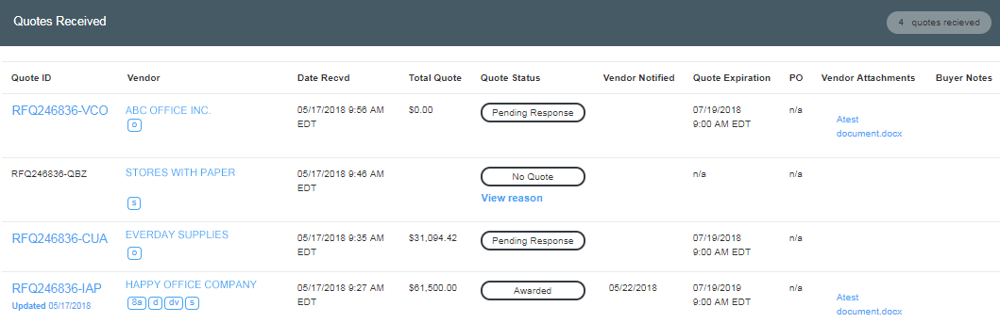 Quotes Received
4 quotes recieved
Quote ID Vendor Date Recvd Total Quote Quote Status Vendor Notified Quote Expiration PO Vendor Attachments Buyer Notes
RFQ246836-VCO ABC OFFICE INC. 05/17/2018 9:56 AM $0.00 Pending Response 07/19/2018 n/a
o EDT 9:00 AM EDT Atest
document.docx
RFQ246836-QBZ STORES WITH PAPER 05/17/2018 9:46 AM No Quote n/a n/a
EDT
s View reason
RFQ246836-CUA EVERDAY SUPPLIES 05/17/2018 9:35 AM $31,094.42 Pending Response 07/19/2018 n/a
o EDT 9:00 AM EDT
RFQ246836-IAP HAPPY OFFICE COMPANY 05/17/2018 9:27 AM $61,500.00 Awarded 05/22/2018 07/19/2019 n/a
Updated 05/17/2018 8a d dv s EDT 9:00 AM EDT Atest
document.docx